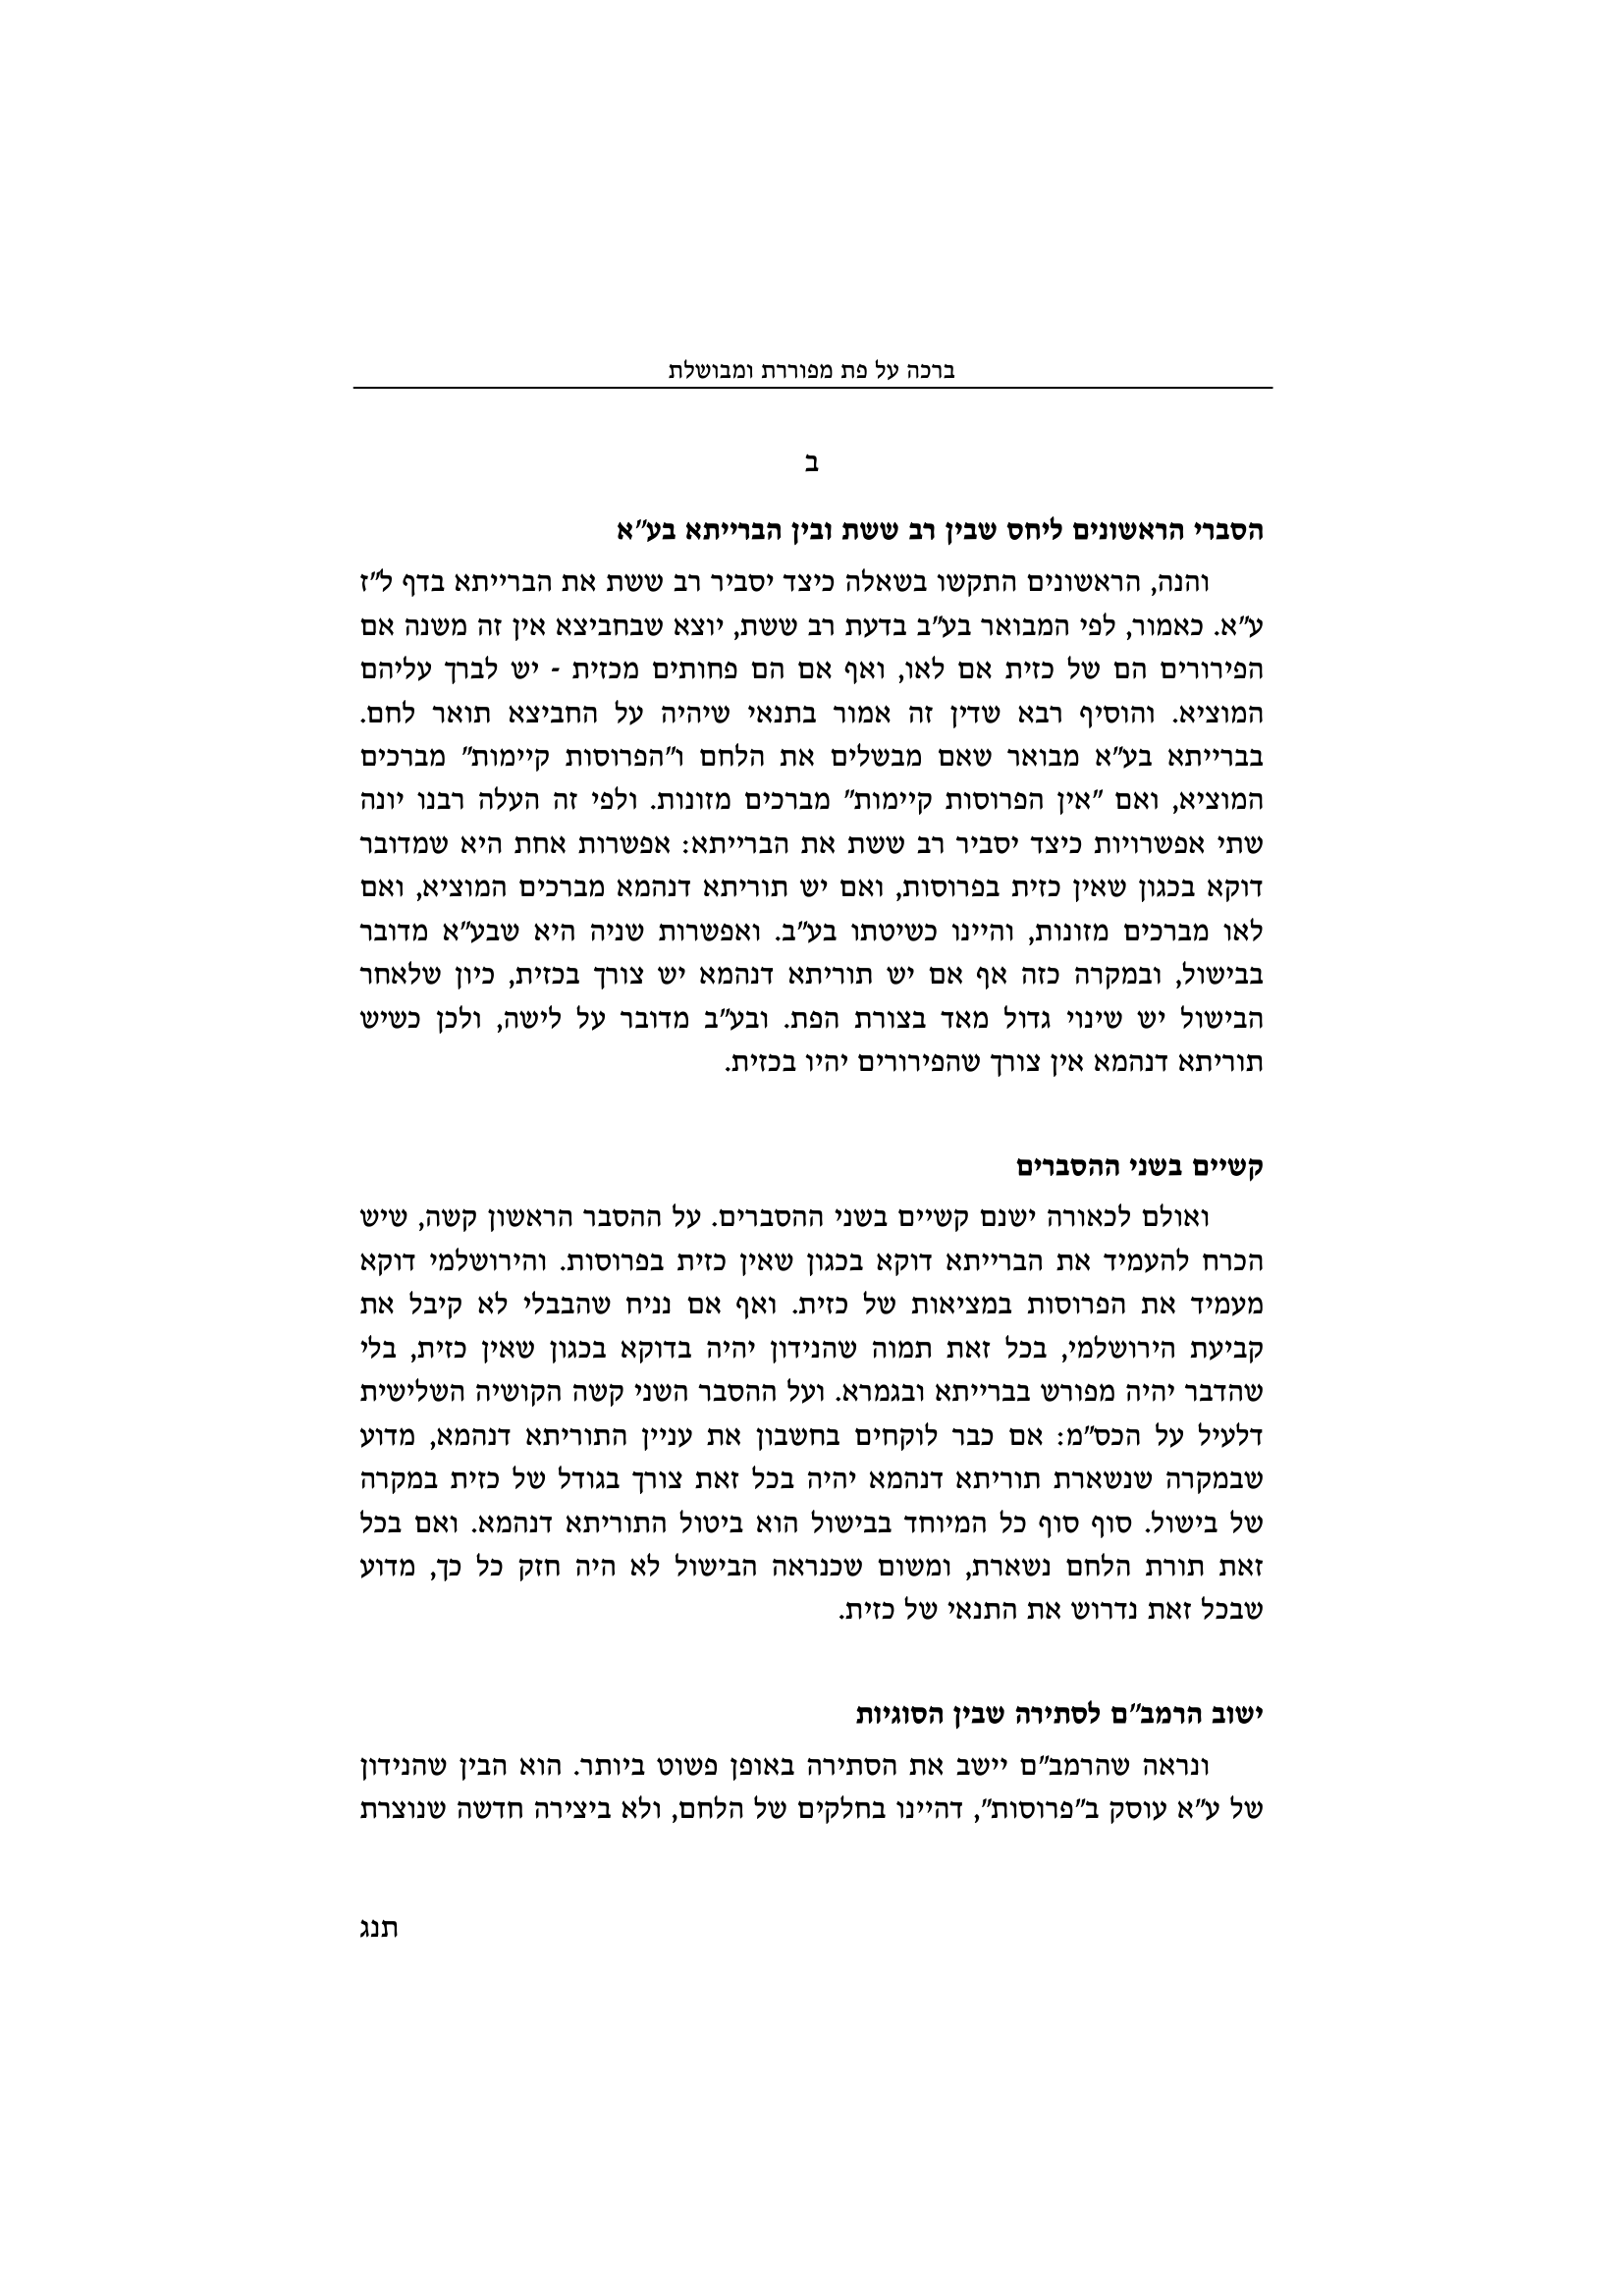 ברכה על פת מפוררת ומבושלת
ב
הסברי הראשונים ליחס שבין רב ששת ובין הברייתא בע"א
והנה, הראשונים התקשו בשאלה כיצד יסביר רב ששת את הברייתא בדף ל"ז
ע"א. כאמור, לפי המבואר בע"ב בדעת רב ששת, יוצא שבחביצא אין זה משנה אם
הפירורים הם של כזית אם לאו, ואף אם הם פחותים מכזית - יש לברך עליהם
המוציא. והוסיף רבא שדין זה אמור בתנאי שיהיה על החביצא תואר לחם.
בברייתא בע"א מבואר שאם מבשלים את הלחם ו"הפרוסות קיימות" מברכים
המוציא, ואם "אין הפרוסות קיימות" מברכים מזונות. ולפי זה העלה רבנו יונה
שתי אפשרויות כיצד יסביר רב ששת את הברייתא: אפשרות אחת היא שמדובר
דוקא בכגון שאין כזית בפרוסות, ואם יש תוריתא דנהמא מברכים המוציא, ואם
לאו מברכים מזונות, והיינו כשיטתו בע"ב. ואפשרות שניה היא שבע"א מדובר
בבישול, ובמקרה כזה אף אם יש תוריתא דנהמא יש צורך בכזית, כיון שלאחר
הבישול יש שינוי גדול מאד בצורת הפת. ובע"ב מדובר על לישה, ולכן כשיש
תוריתא דנהמא אין צורך שהפירורים יהיו בכזית.
קשיים בשני ההסברים
ואולם לכאורה ישנם קשיים בשני ההסברים. על ההסבר הראשון קשה, שיש
הכרח להעמיד את הברייתא דוקא בכגון שאין כזית בפרוסות. והירושלמי דוקא
מעמיד את הפרוסות במציאות של כזית. ואף אם נניח שהבבלי לא קיבל את
קביעת הירושלמי, בכל זאת תמוה שהנידון יהיה בדוקא בכגון שאין כזית, בלי
שהדבר יהיה מפורש בברייתא ובגמרא. ועל ההסבר השני קשה הקושיה השלישית
דלעיל על הכס"מ: אם כבר לוקחים בחשבון את עניין התוריתא דנהמא, מדוע
שבמקרה שנשארת תוריתא דנהמא יהיה בכל זאת צורך בגודל של כזית במקרה
של בישול. סוף סוף כל המיוחד בבישול הוא ביטול התוריתא דנהמא. ואם בכל
זאת תורת הלחם נשארת, ומשום שכנראה הבישול לא היה חזק כל כך, מדוע
שבכל זאת נדרוש את התנאי של כזית.
ישוב הרמב"ם לסתירה שבין הסוגיות
ונראה שהרמב"ם יישב את הסתירה באופן פשוט ביותר. הוא הבין שהנידון
של ע"א עוסק ב"פרוסות", דהיינו בחלקים של הלחם, ולא ביצירה חדשה שנוצרת
תנג